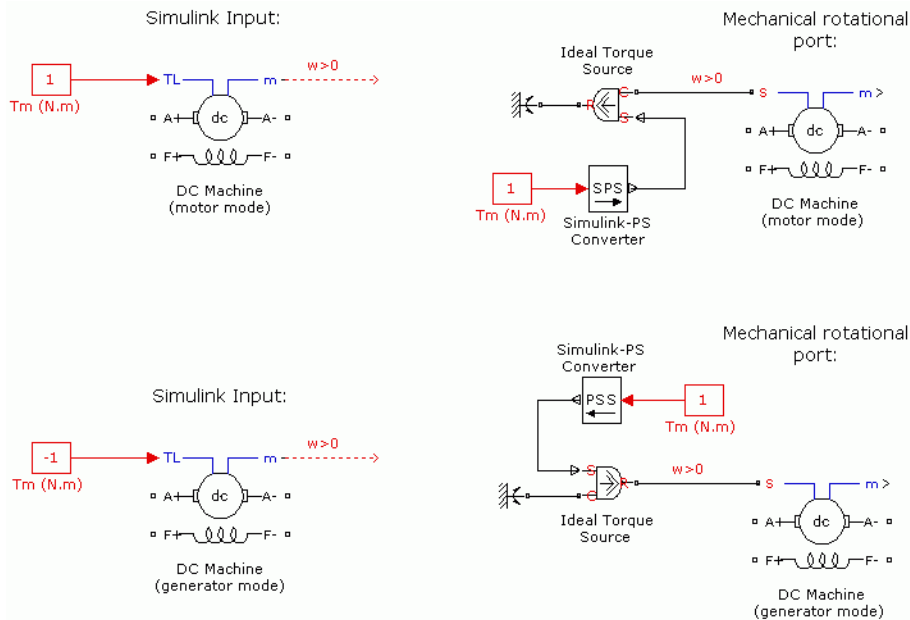 Simulink Input:
1
Tm (N.m)
TL
m
w>0
A+
dc
A-
F+
F-
DC Machine
(motor mode)
Mechanical rotational
port:
Ideal Torque
Source
R
C
S
w>0
S
m
A+
dc
A-
F+
F-
DC Machine
(motor mode)
1
Tm (N.m)
SPS
Simulink-PS
Converter
Simulink Input:
-1
Tm (N.m)
TL
m
w>0
A+
dc
A-
F+
F-
DC Machine
(generator mode)
Mechanical rotational
port:
Simulink-PS
Converter
PSS
1
Tm (N.m)
S
C
R
w>0
Ideal Torque
Source
S
m
A+
dc
A-
F+
F-
DC Machine
(generator mode)